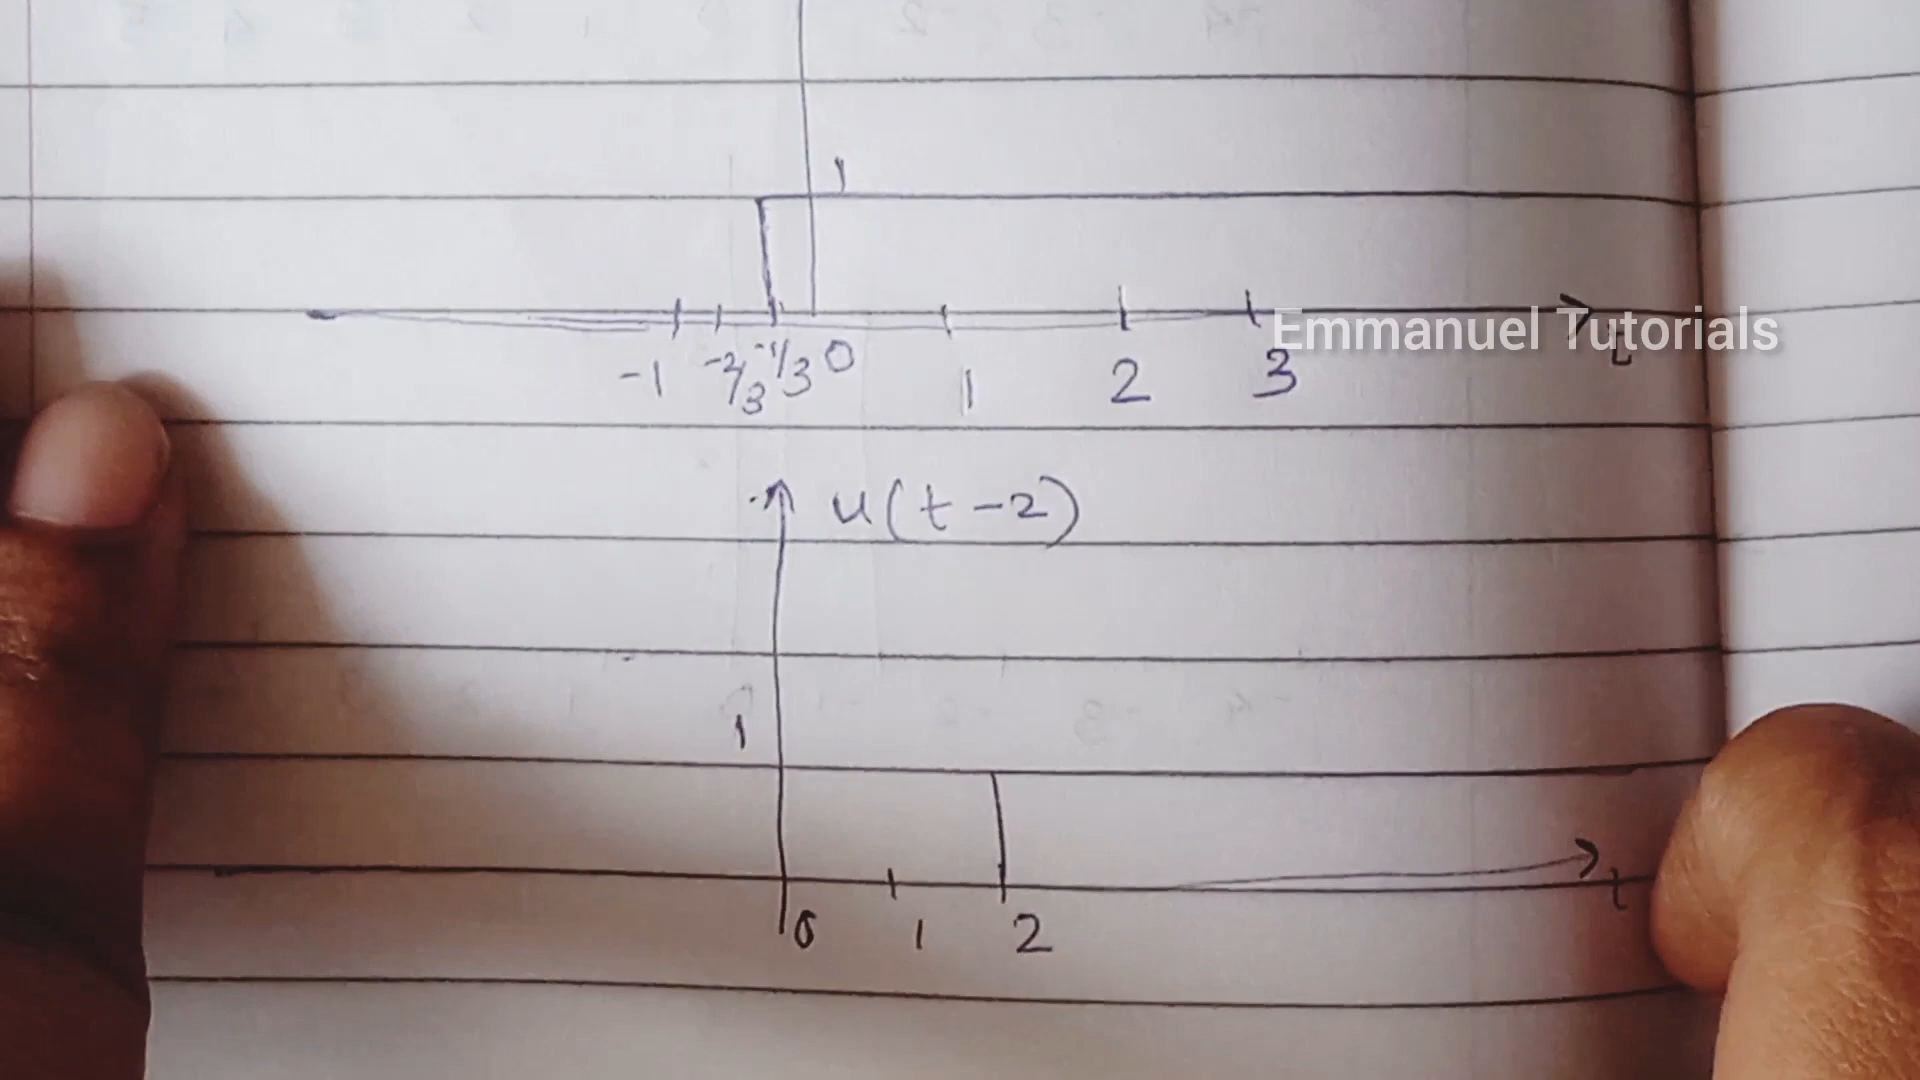 1
-1 -2/3 -1/3 0 1 2 3 t
Emmanuel Tutorials
u(t-2)
1
0 1 2 t